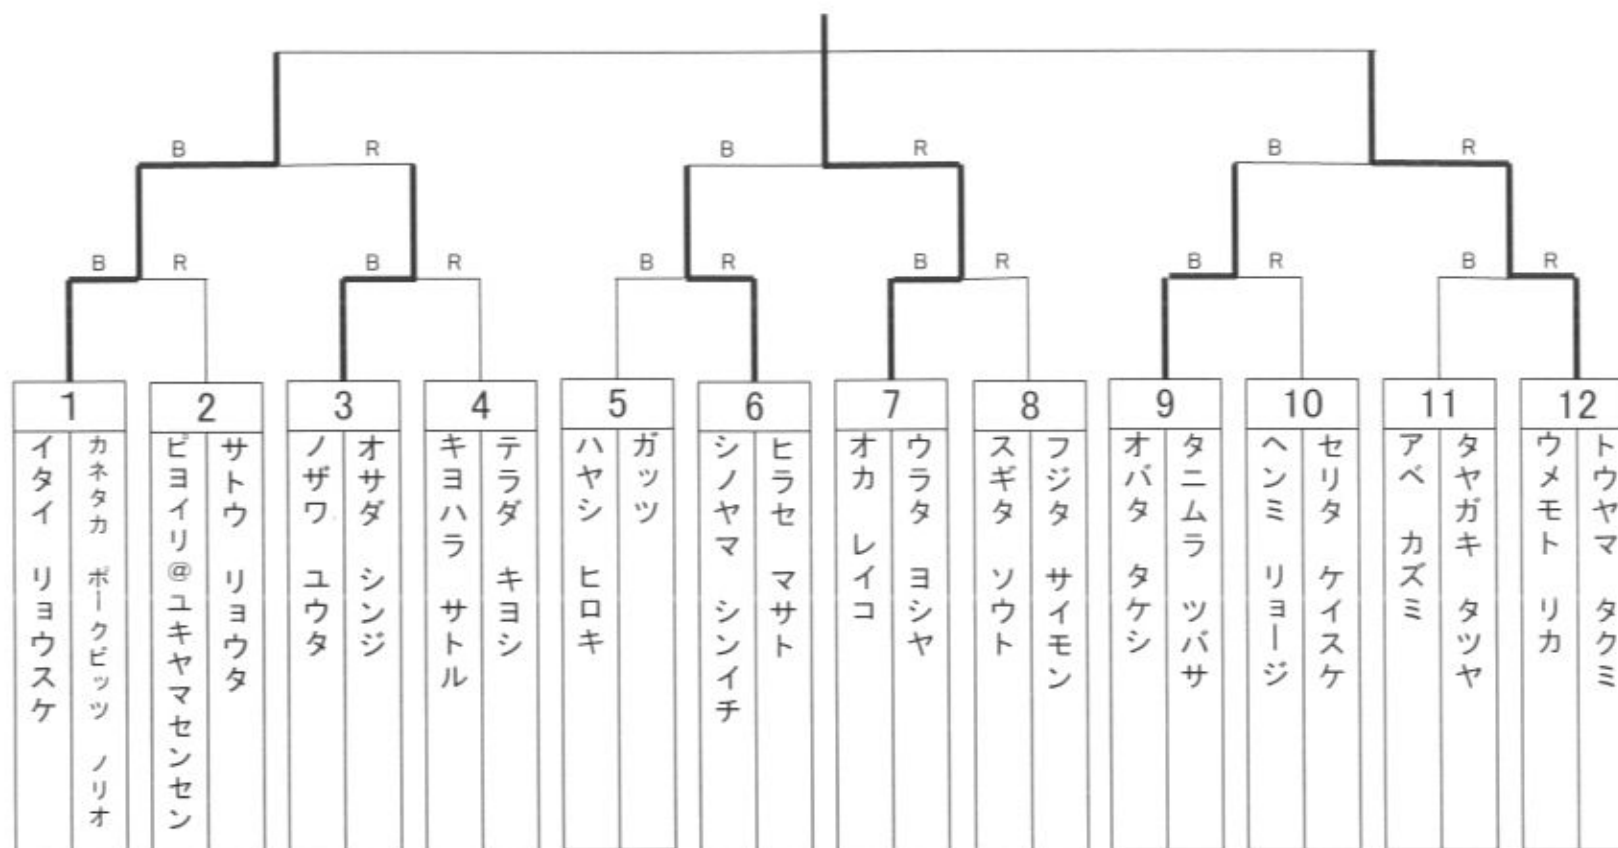 B R B R B R
B R B R B R B R B R B R
1 2 3 4 5 6 7 8 9 10 11 12
イタイ リョウスケ
カネタカ ポークビッツ ノリオ
ピヨイリ@ユキヤマセンセン
サトウ リョウタ
ノザワ ユウタ
オサダ シンジ
キヨハラ サトル
テラダ キヨシ
ハヤシ ヒロキ
ガッツ
シノヤマ シンイチ
ヒラセ マサト
オカ レイコ
ウラタ ヨシヤ
スギタ ソウト
フジタ サイモン
オバタ タケシ
タニムラ ツバサ
ヘンミ リョージ
セリタ ケイスケ
アベ カズミ
タヤガキ タツヤ
ウメモト リカ
トウヤマ タクミ